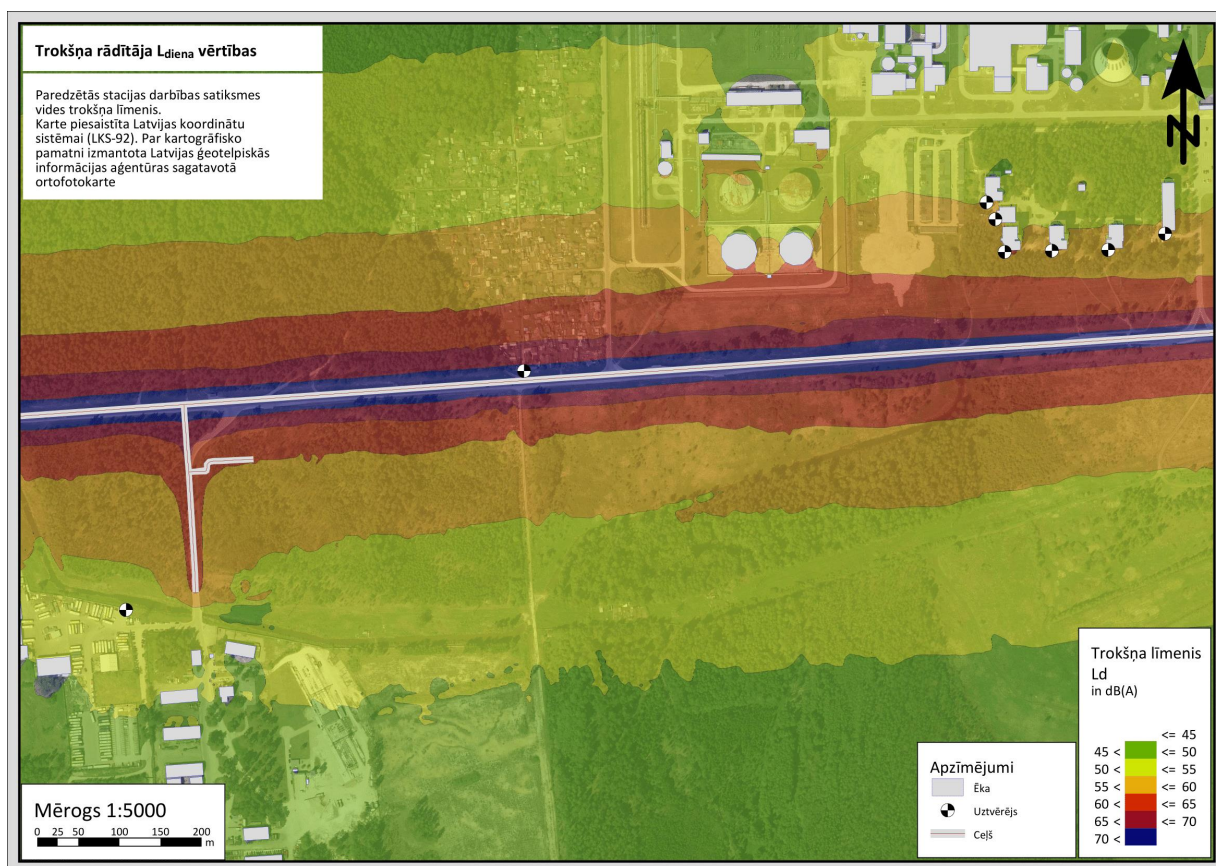 Trokšņa rādītāja Ldiena vērtības
Paredzētās stacijas darbības satiksmes
vides trokšņa līmenis.
Karte piesaistīta Latvijas koordinātu
sistēmai (LKS-92). Par kartogrāfisko
pamatni izmantota Latvijas ģeotelpiskās
informācijas aģentūras sagatavotā
ortofotokarte
N
Trokšņa līmenis
Ld
in dB(A)
<= 45
45 < <= 50
50 < <= 55
55 < <= 60
60 < <= 65
65 < <= 70
70 <
Apzīmējumi
Ēka
Uztvērējs
Ceļš
Mērogs 1:5000
0 25 50 100 150 200
m